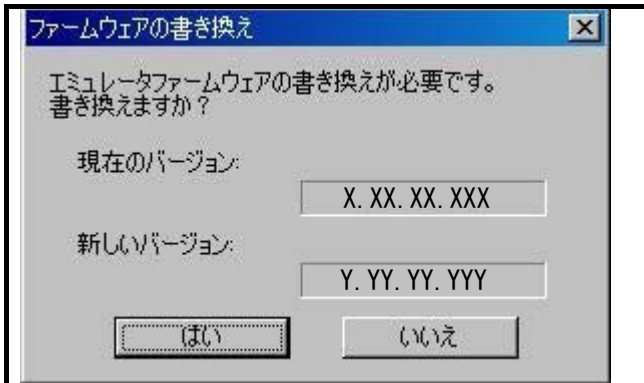 ファームウェアの書き換え
エミュレータファームウェアの書き換えが必要です。
書き換えますか？
現在のバージョン:
X.XX.XX.XXX
新しいバージョン:
Y.YY.YY.YYY
はい
いいえ